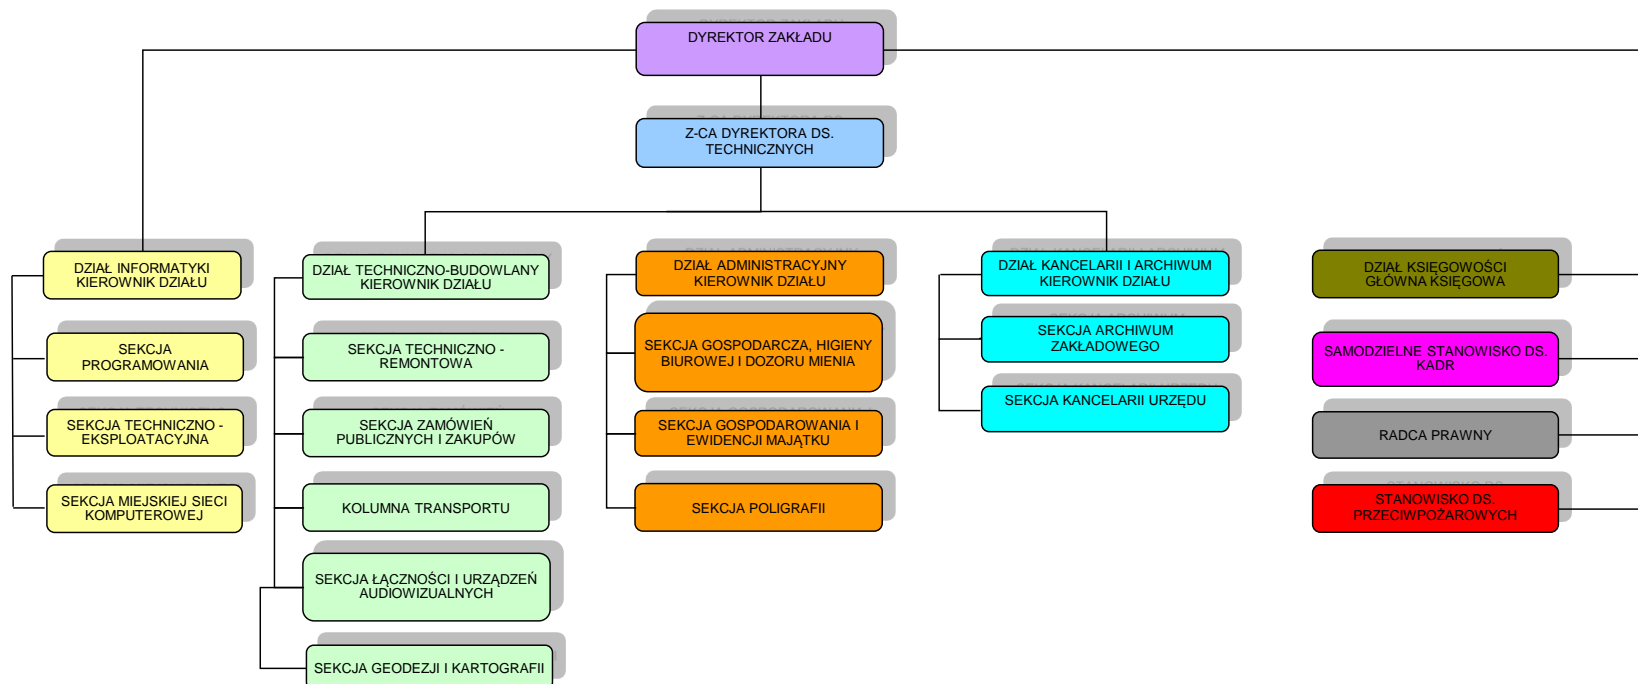 DYREKTOR ZAKŁADU
Z-CA DYREKTORA DS.
TECHNICZNYCH
DZIAŁ INFORMATYKI
KIEROWNIK DZIAŁU
SEKCJA
PROGRAMOWANIA
SEKCJA TECHNICZNO -
EKSPLOATACYJNA
SEKCJA MIEJSKIEJ SIECI
KOMPUTEROWEJ
DZIAŁ TECHNICZNO-BUDOWLANY
KIEROWNIK DZIAŁU
SEKCJA TECHNICZNO -
REMONTOWA
SEKCJA ZAMÓWIEŃ
PUBLICZNYCH I ZAKUPÓW
KOLUMNA TRANSPORTU
SEKCJA ŁĄCZNOŚCI I URZĄDZEŃ
AUDIOWIZUALNYCH
SEKCJA GEODEZJI I KARTOGRAFII
DZIAŁ ADMINISTRACYJNY
KIEROWNIK DZIAŁU
SEKCJA GOSPODARCZA, HIGIENY
BIUROWEJ I DOZORU MIENIA
SEKCJA GOSPODAROWANIA I
EWIDENCJI MAJĄTKU
SEKCJA POLIGRAFII
DZIAŁ KANCELARII I ARCHIWUM
KIEROWNIK DZIAŁU
SEKCJA ARCHIWUM
ZAKŁADOWEGO
SEKCJA KANCELARII URZĘDU
DZIAŁ KSIĘGOWOŚCI
GŁÓWNA KSIĘGOWA
SAMODZIELNE STANOWISKO DS.
KADR
RADCA PRAWNY
STANOWISKO DS.
PRZECIWPOŻAROWYCH